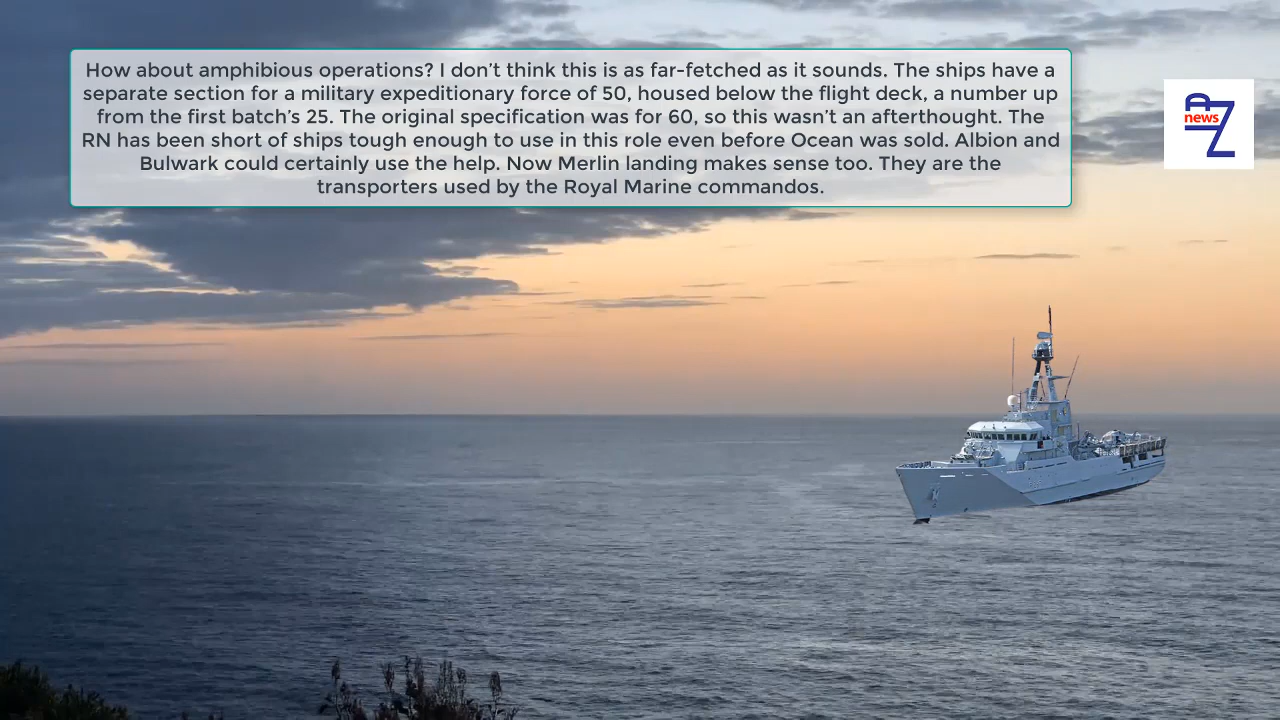 How about amphibious operations? I don't think this is as far-fetched as it sounds. The ships have a
separate section for a military expeditionary force of 50, housed below the flight deck, a number up
from the first batch's 25. The original specification was for 60, so this wasn't an afterthought. The
RN has been short of ships tough enough to use in this role even before Ocean was sold. Albion and
Bulwark could certainly use the help. Now Merlin landing makes sense too. They are the
transporters used by the Royal Marine commandos.
A
news
Z